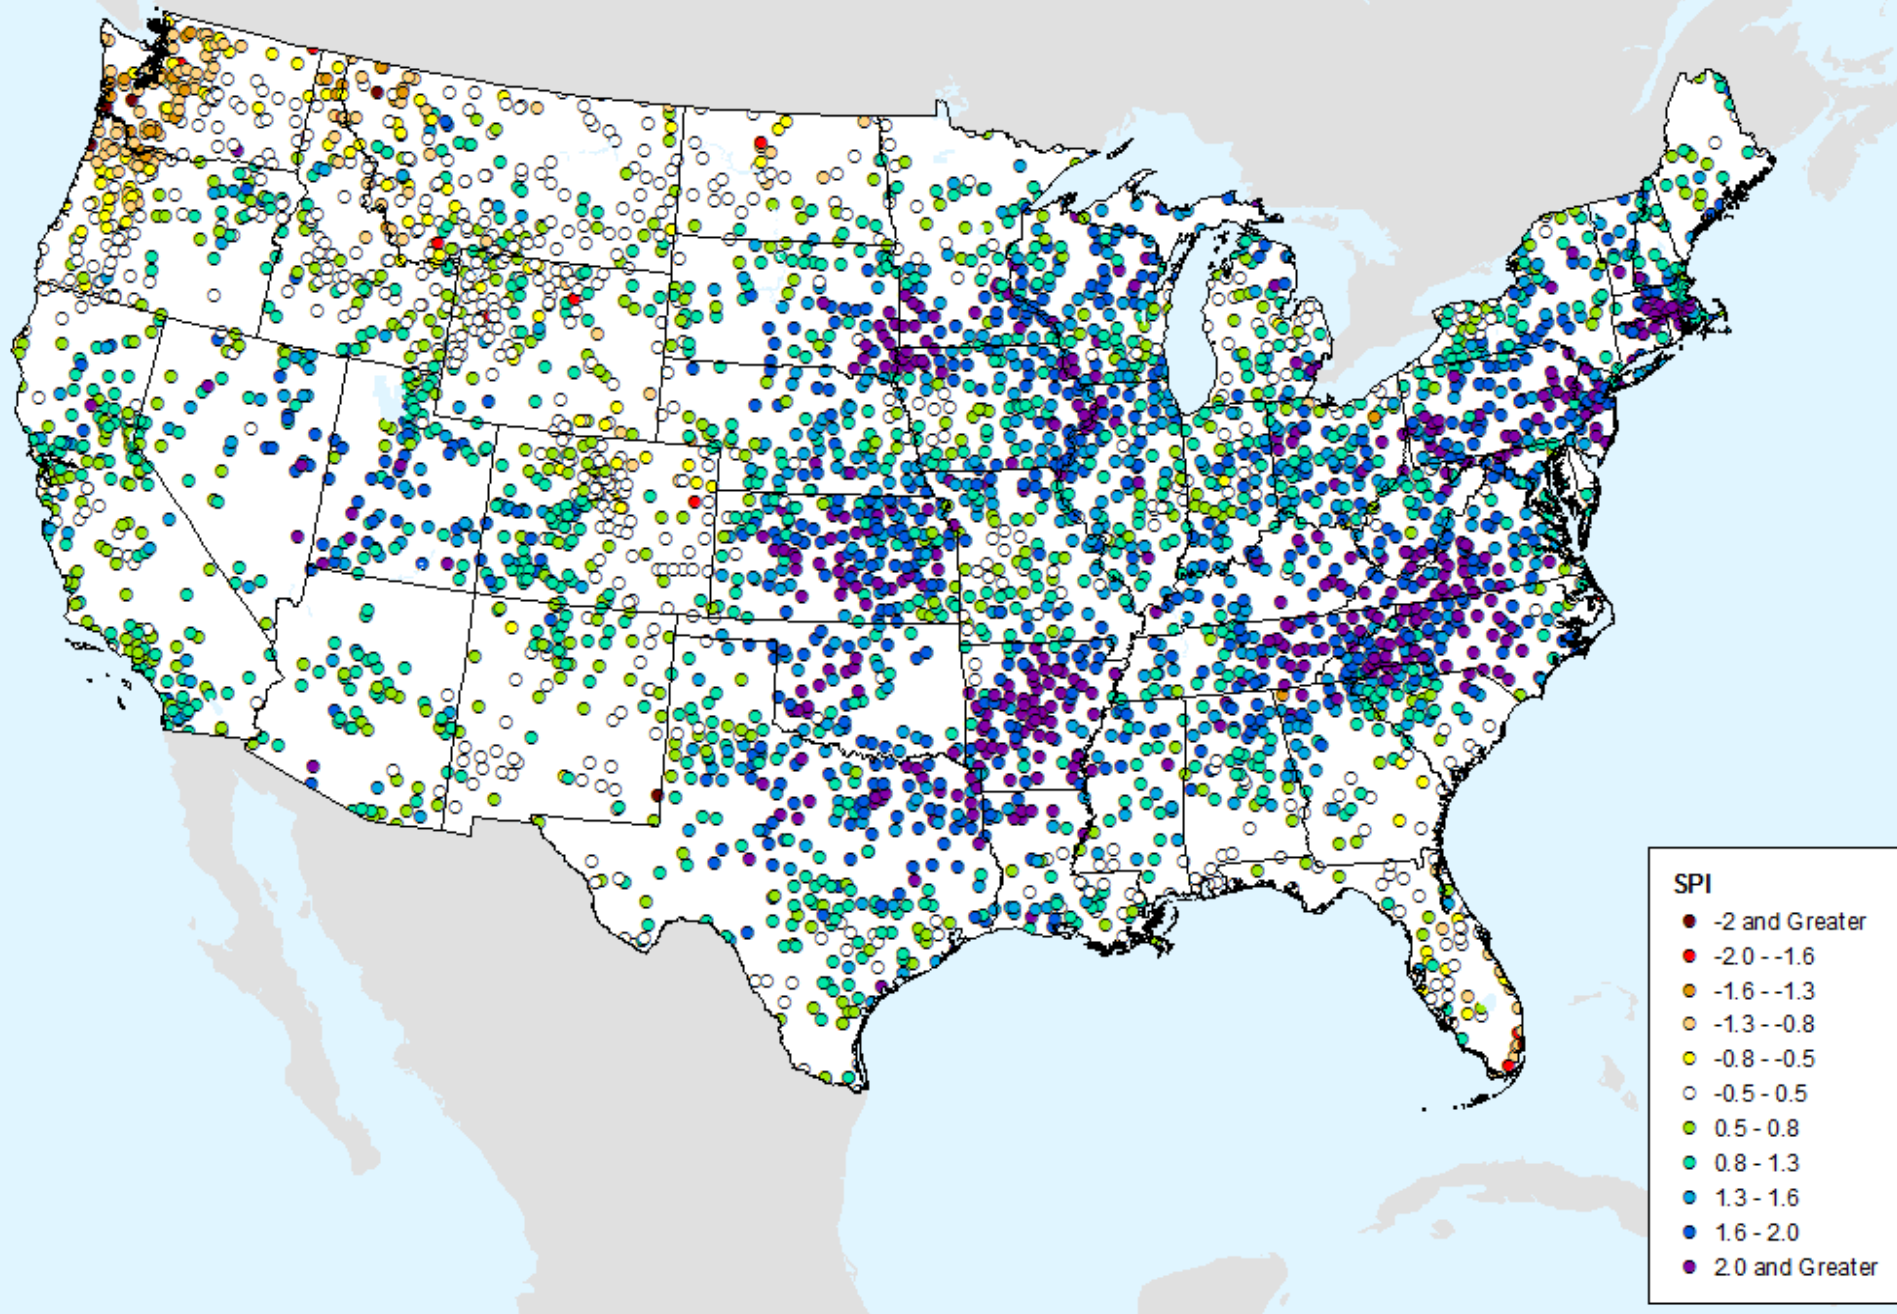 SPI
-2 and Greater
-2.0 - -1.6
-1.6 - -1.3
-1.3 - -0.8
-0.8 - -0.5
-0.5 - 0.5
0.5 - 0.8
0.8 - 1.3
1.3 - 1.6
1.6 - 2.0
2.0 and Greater